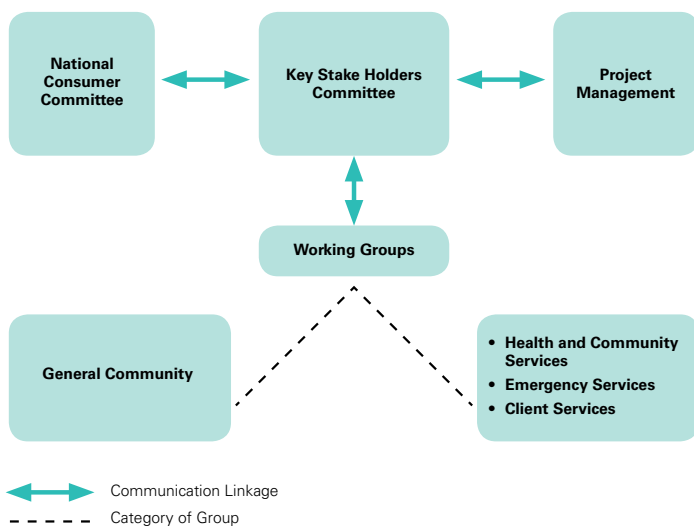 National
Consumer
Committee
Key Stake Holders
Committee
Project
Management
Working Groups
General Community
• Health and Community
Services
• Emergency Services
• Client Services
Communication Linkage
Category of Group